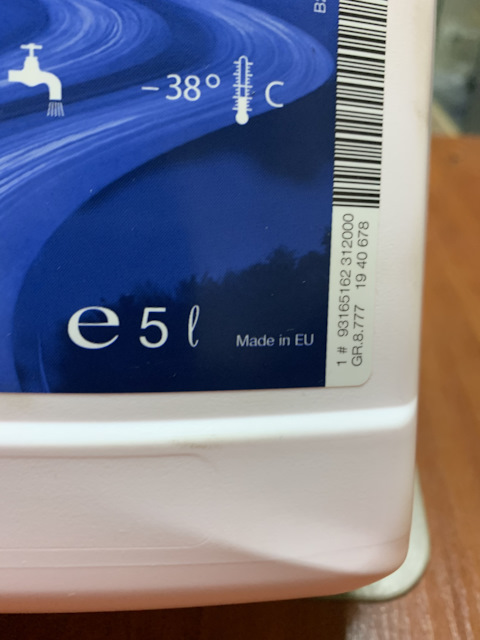 -38° C
e 5 ℓ
Made in EU
1 # 93165162 312000
GR.8.777 19 40 678